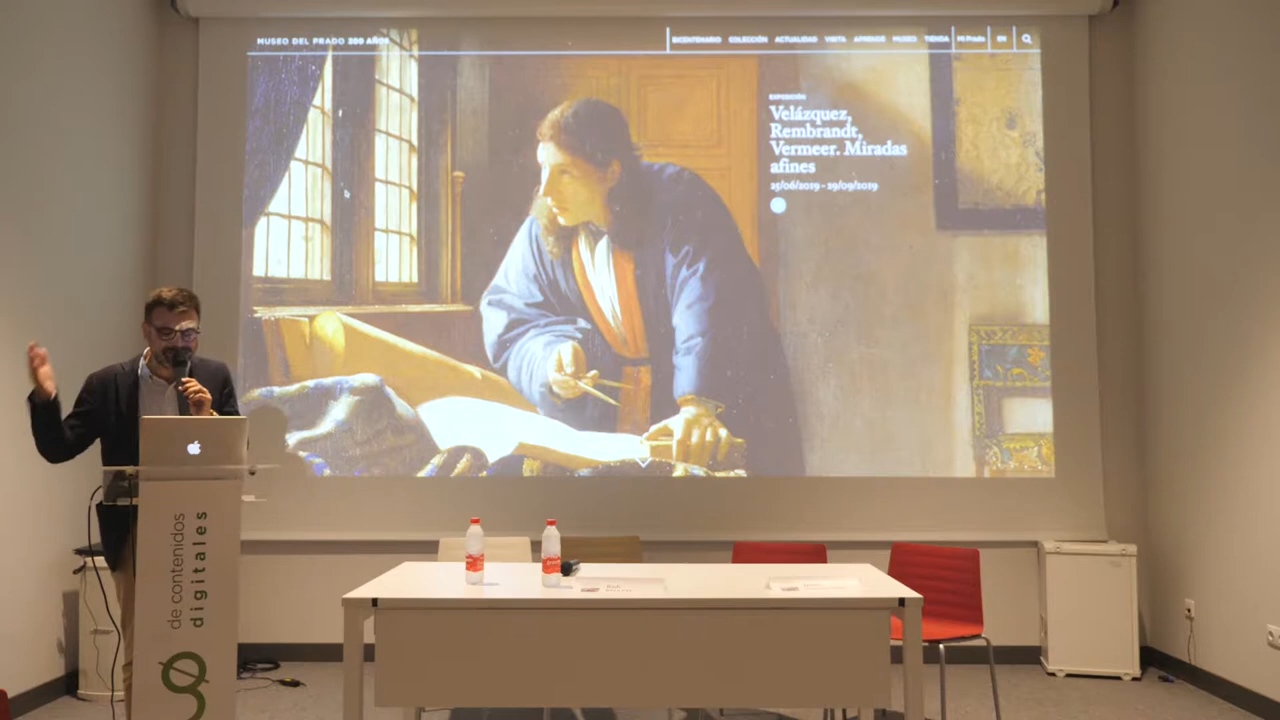 MUSEO DEL PRADO 200 AÑOS
BICENTENARIO COLECCIÓN ACTUALIDAD VISITA APRENDE MUSEO TIENDA Mi Prado EN
EXPOSICIÓN
Velázquez,
Rembrandt,
Vermeer. Miradas
afines
25/06/2019 - 19/09/2019
de contenidos
digitales